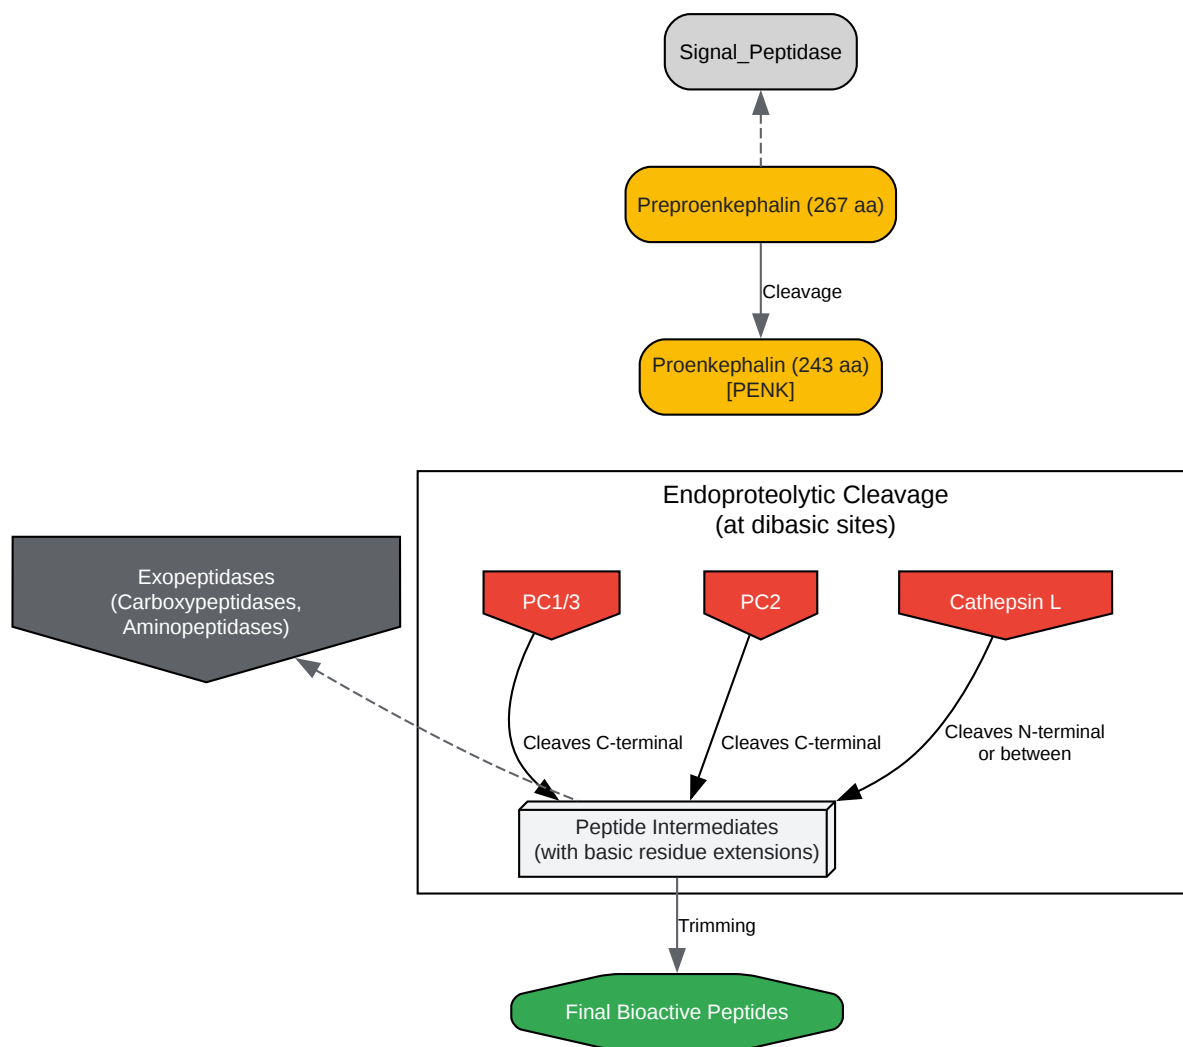 Signal_Peptidase
Preproenkephalin (267 aa)
Cleavage
Proenkephalin (243 aa)
[PENK]
Endoproteolytic Cleavage
(at dibasic sites)
Exopeptidases
(Carboxypeptidases,
Aminopeptidases)
PC1/3
PC2
Cathepsin L
Cleaves C-terminal
Cleaves C-terminal
Cleaves N-terminal
or between
Peptide Intermediates
(with basic residue extensions)
Trimming
Final Bioactive Peptides